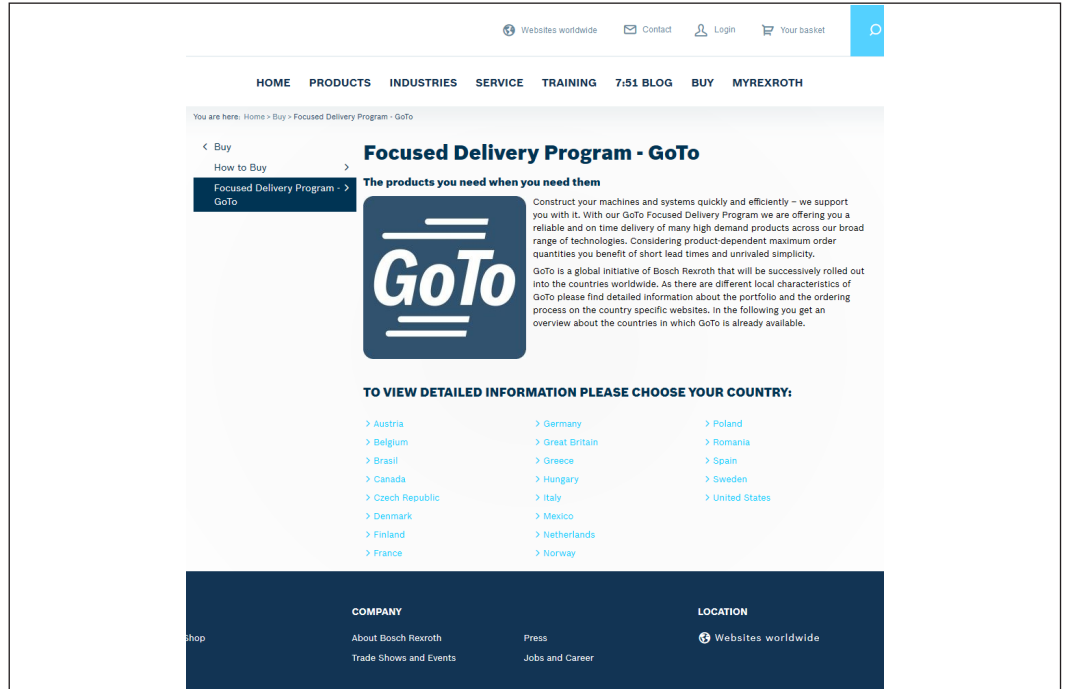 Websites worldwide Contact Login Your basket
HOME PRODUCTS INDUSTRIES SERVICE TRAINING 7:51 BLOG BUY MYREXROTH
You are here: Home > Buy > Focused Delivery Program - GoTo
Buy
How to Buy
Focused Delivery Program -
GoTo
Focused Delivery Program - GoTo
The products you need when you need them
GoTo
Construct your machines and systems quickly and efficiently – we support
you with it. With our GoTo Focused Delivery Program we are offering you a
reliable and on time delivery of many high demand products across our broad
range of technologies. Considering product-dependent maximum order
quantities you benefit of short lead times and unrivaled simplicity.
GoTo is a global initiative of Bosch Rexroth that will be successively rolled out
into the countries worldwide. As there are different local characteristics of
GoTo please find detailed information about the portfolio and the ordering
process on the country specific websites. In the following you get an
overview about the countries in which GoTo is already available.
TO VIEW DETAILED INFORMATION PLEASE CHOOSE YOUR COUNTRY:
> Austria
> Belgium
> Brasil
> Canada
> Czech Republic
> Denmark
> Finland
> France
> Germany
> Great Britain
> Greece
> Hungary
> Italy
> Mexico
> Netherlands
> Norway
> Poland
> Romania
> Spain
> Sweden
> United States
Shop
COMPANY
About Bosch Rexroth
Trade Shows and Events
Press
Jobs and Career
LOCATION
Websites worldwide